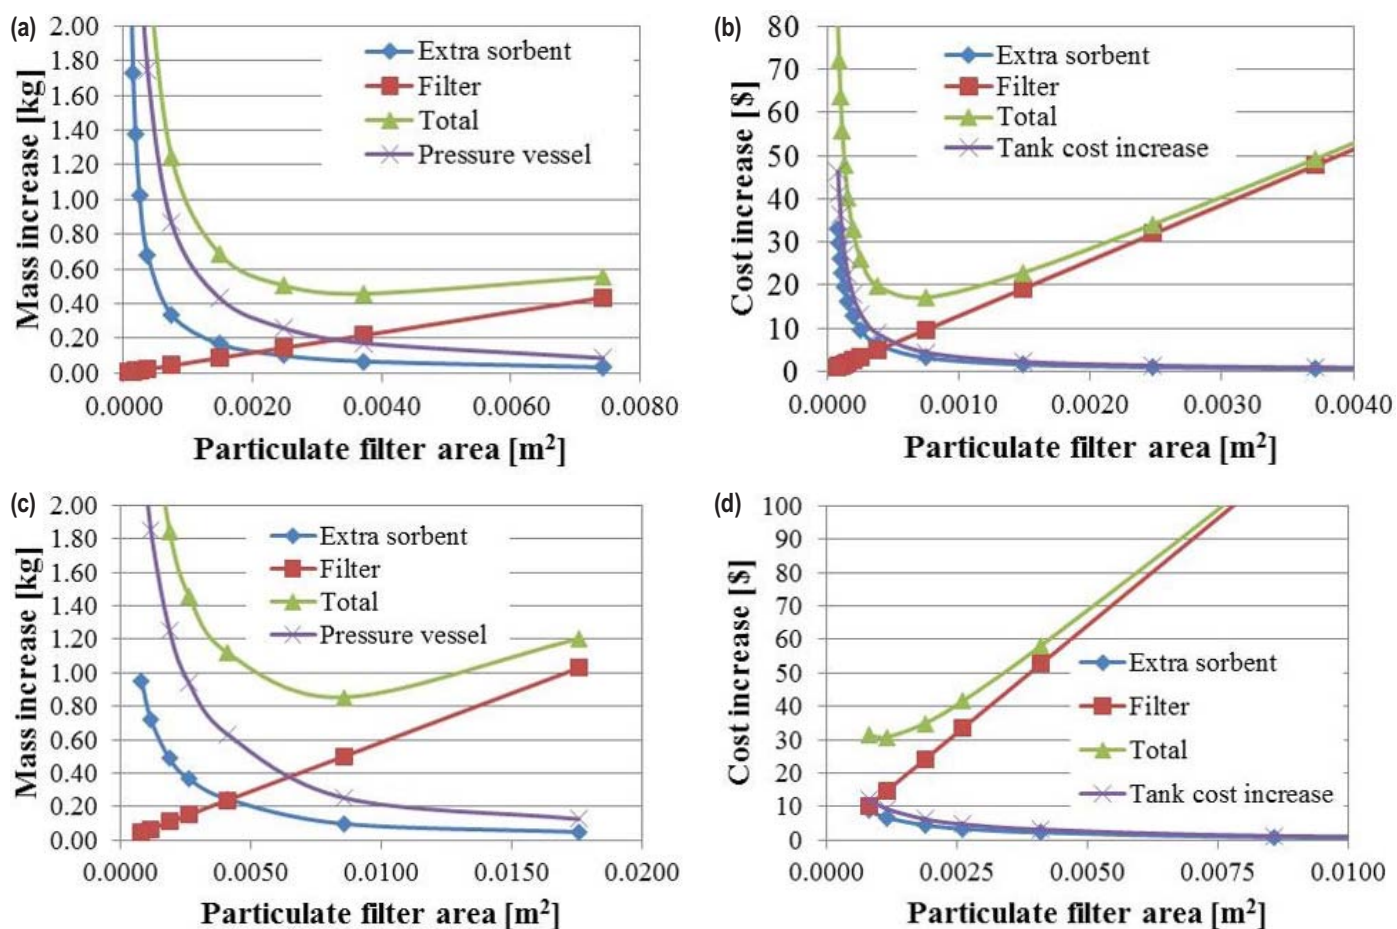 (a)
2.00
1.80
1.60
1.40
1.20
1.00
0.80
0.60
0.40
0.20
0.00
Mass increase [kg]
Extra sorbent
Filter
Total
Pressure vessel
0.0000 0.0020 0.0040 0.0060 0.0080
Particulate filter area [m²]
(b)
80
70
60
50
40
30
20
10
0
Cost increase [$]
Extra sorbent
Filter
Total
Tank cost increase
0.0000 0.0010 0.0020 0.0030 0.0040
Particulate filter area [m²]
(c)
2.00
1.80
1.60
1.40
1.20
1.00
0.80
0.60
0.40
0.20
0.00
Mass increase [kg]
Extra sorbent
Filter
Total
Pressure vessel
0.0000 0.0050 0.0100 0.0150 0.0200
Particulate filter area [m²]
(d)
100
90
80
70
60
50
40
30
20
10
0
Cost increase [$]
Extra sorbent
Filter
Total
Tank cost increase
0.0000 0.0025 0.0050 0.0075 0.0100
Particulate filter area [m²]